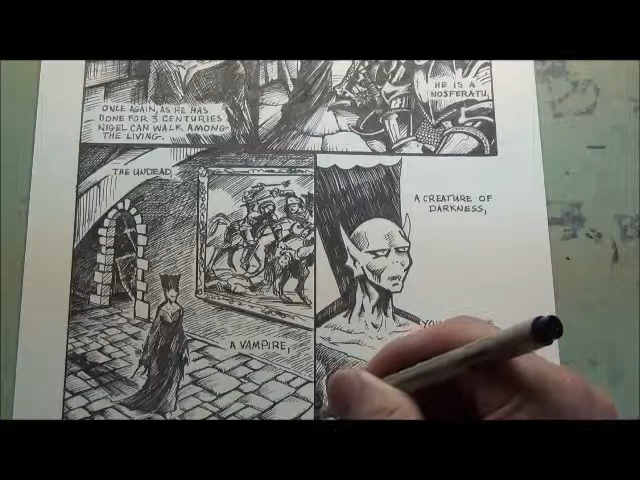 ONCE AGAIN, AS HE HAS
DONE FOR 3 CENTURIES
NIGEL CAN WALK AMONG
THE LIVING.
HE IS A
NOSFERATU,
THE UNDEAD,
A VAMPIRE,
A CREATURE OF
DARKNESS,